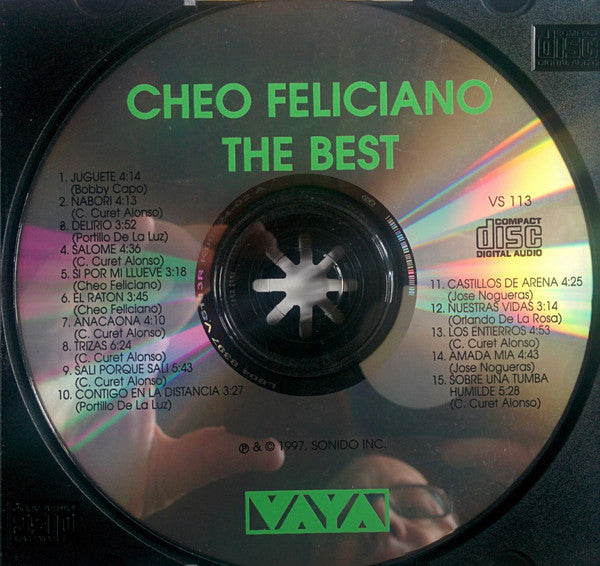 CHEO FELICIANO
THE BEST
1. JUGUETE 4:14
(Bobby Capo)
2. NABORI 4:13
(C. Curet Alonso)
3. DELIRIO 3:52
(Portillo De La Luz)
4. SALOME 4:36
(C. Curet Alonso)
5. SI POR MI LLUEVE 3:18
(Cheo Feliciano)
6. EL RATON 3:45
(Cheo Feliciano)
7. ANACAONA 4:10
(C. Curet Alonso)
8. TRIZAS 6:24
(C. Curet Alonso)
9. SALI PORQUE SALI 5:43
(C. Curet Alonso)
10. CONTIGO EN LA DISTANCIA 3:27
(Portillo De La Luz)
VS 113
COMPACT
disc
DIGITAL AUDIO
11. CASTILLOS DE ARENA 4:25
(Jose Nogueras)
12. NUESTRAS VIDAS 3:14
(Orlando De La Rosa)
13. LOS ENTIERROS 4:53
(C. Curet Alonso)
14. AMADA MIA 4:43
(Jose Nogueras)
15. SOBRE UNA TUMBA
HUMILDE 5:28
(C. Curet Alonso)
℗ & © 1997, SONIDO INC.
VAYA
COMPACT
DISC
DIGITAL AUDIO